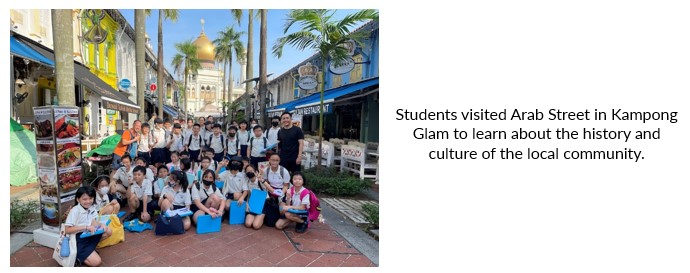 RESTAURANT
Students visited Arab Street in Kampong
Glam to learn about the history and
culture of the local community.